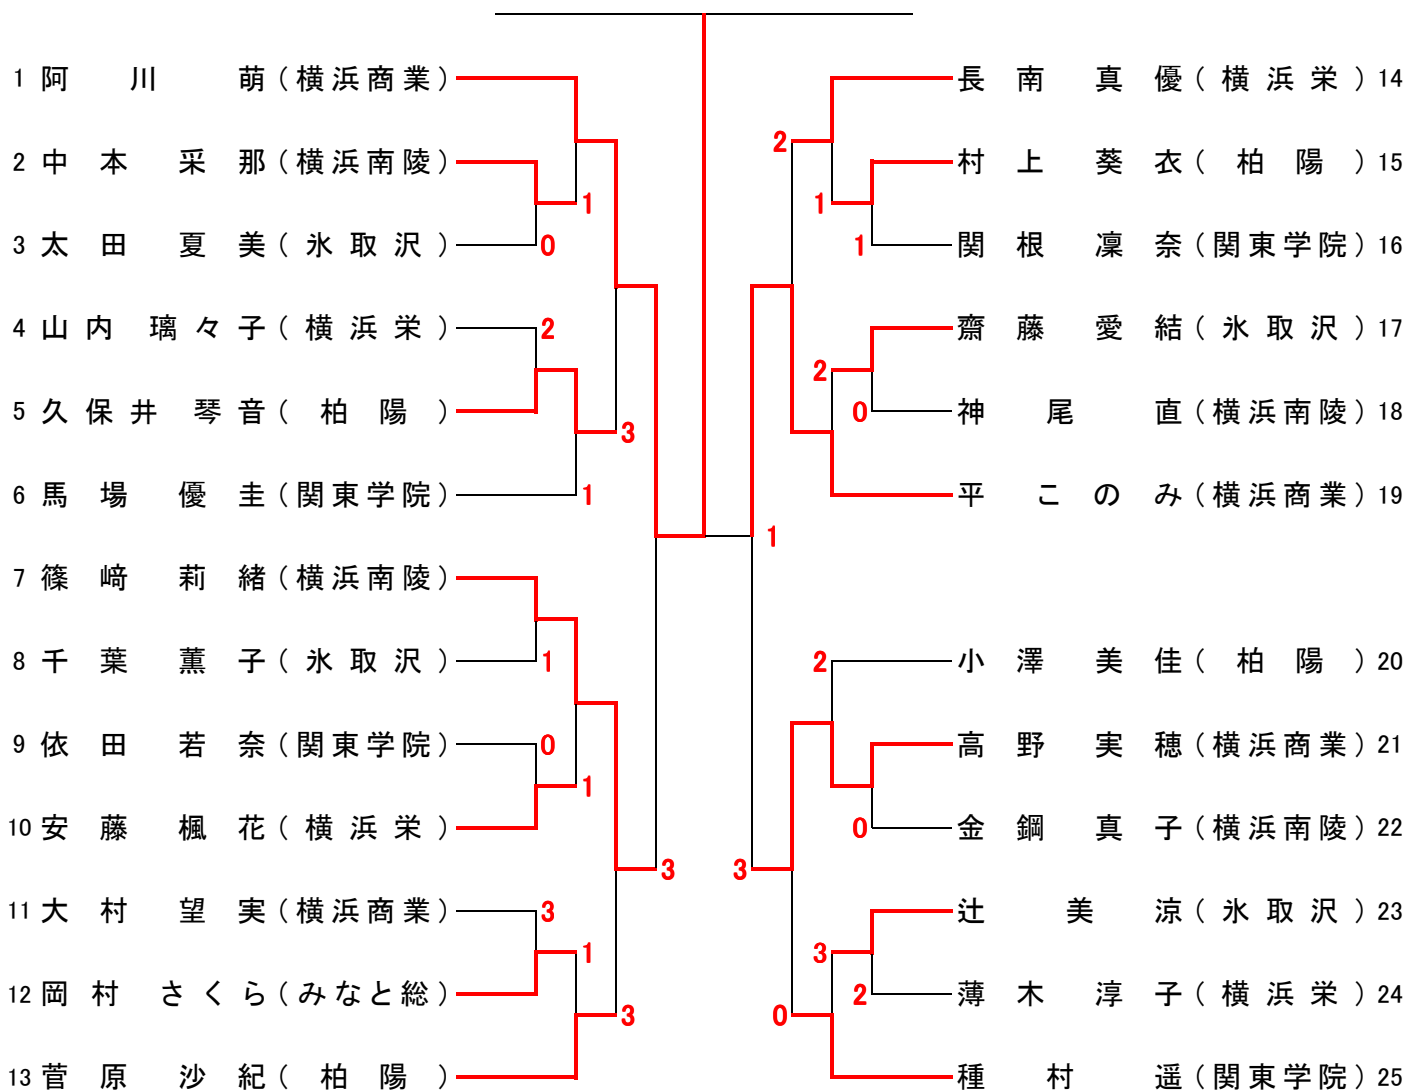 1 阿川 萌(横浜商業)
2 中本 采那(横浜南陵)
1
3 太田 夏美(氷取沢)
0
4 山内 璃々子(横浜栄)
2
5 久保井 琴音(柏陽)
3
6 馬場 優圭(関東学院)
1
7 篠﨑 莉緒(横浜南陵)
8 千葉 薫子(氷取沢)
1
9 依田 若奈(関東学院)
0
1
10 安藤 楓花(横浜栄)
3
11 大村 望実(横浜商業)
3
1
12 岡村 さくら(みなと総)
3
13 菅原 沙紀(柏陽)
長南 真優(横浜栄) 14
2
村上 葵衣(柏陽) 15
1
関根 凜奈(関東学院) 16
1
齋藤 愛結(氷取沢) 17
2
神尾 直(横浜南陵) 18
0
平 このみ(横浜商業) 19
1
小澤 美佳(柏陽) 20
2
高野 実穂(横浜商業) 21
金鋼 真子(横浜南陵) 22
0
3
辻 美涼(氷取沢) 23
3
薄木 淳子(横浜栄) 24
2
0
種村 遥(関東学院) 25